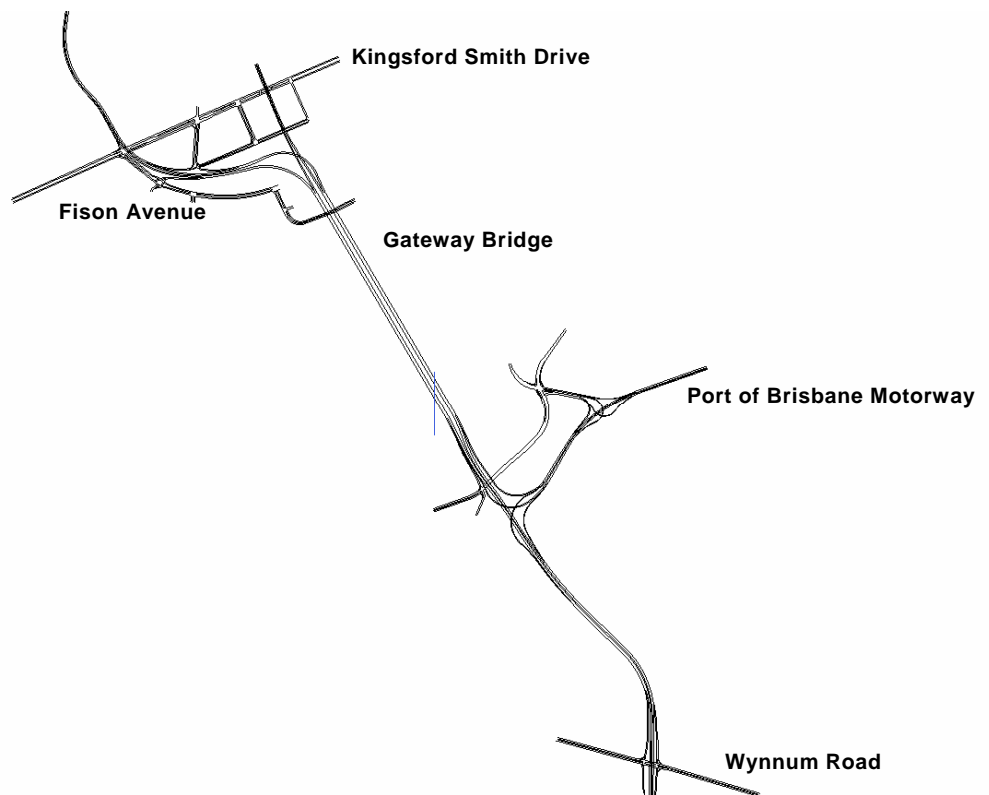 Kingsford Smith Drive
Fison Avenue
Gateway Bridge
Port of Brisbane Motorway
Wynnum Road